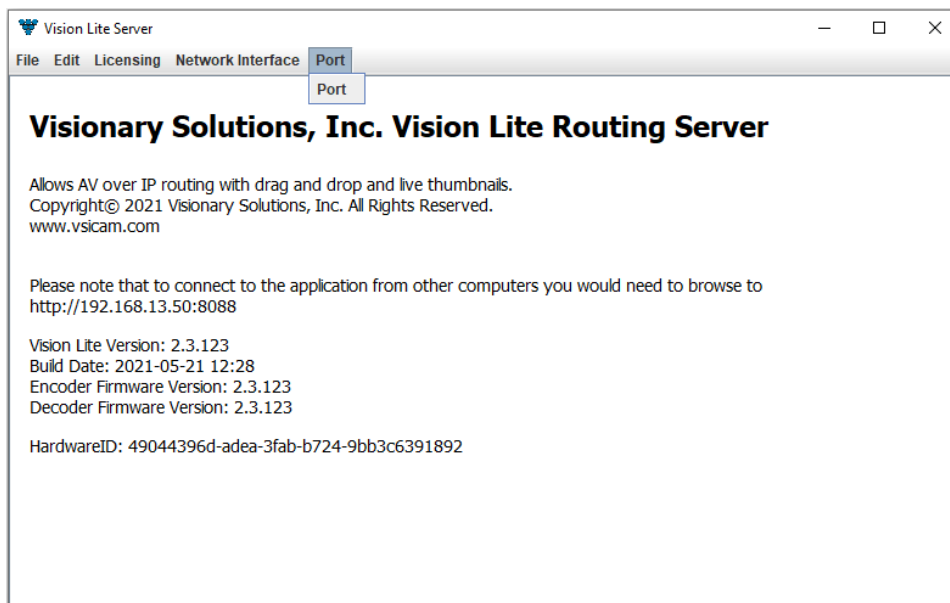 Vision Lite Server
File Edit Licensing Network Interface Port
Port
Visionary Solutions, Inc. Vision Lite Routing Server
Allows AV over IP routing with drag and drop and live thumbnails.
Copyright© 2021 Visionary Solutions, Inc. All Rights Reserved.
www.vsicam.com
Please note that to connect to the application from other computers you would need to browse to
http://192.168.13.50:8088
Vision Lite Version: 2.3.123
Build Date: 2021-05-21 12:28
Encoder Firmware Version: 2.3.123
Decoder Firmware Version: 2.3.123
HardwareID: 49044396d-adea-3fab-b724-9bb3c6391892